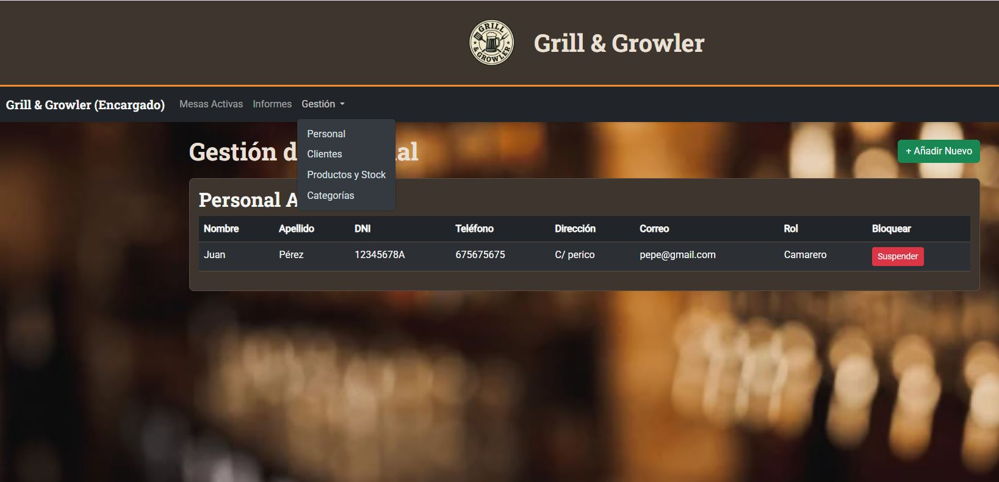 GRILL & GROWLER
Grill & Growler
Grill & Growler (Encargado) Mesas Activas Informes Gestión
Personal
Clientes
Productos y Stock
Categorías
Gestión d al
+ Añadir Nuevo
Personal A
Nombre Apellido DNI Teléfono Dirección Correo Rol Bloquear
Juan Pérez 12345678A 675675675 C/ perico pepe@gmail.com Camarero Suspender